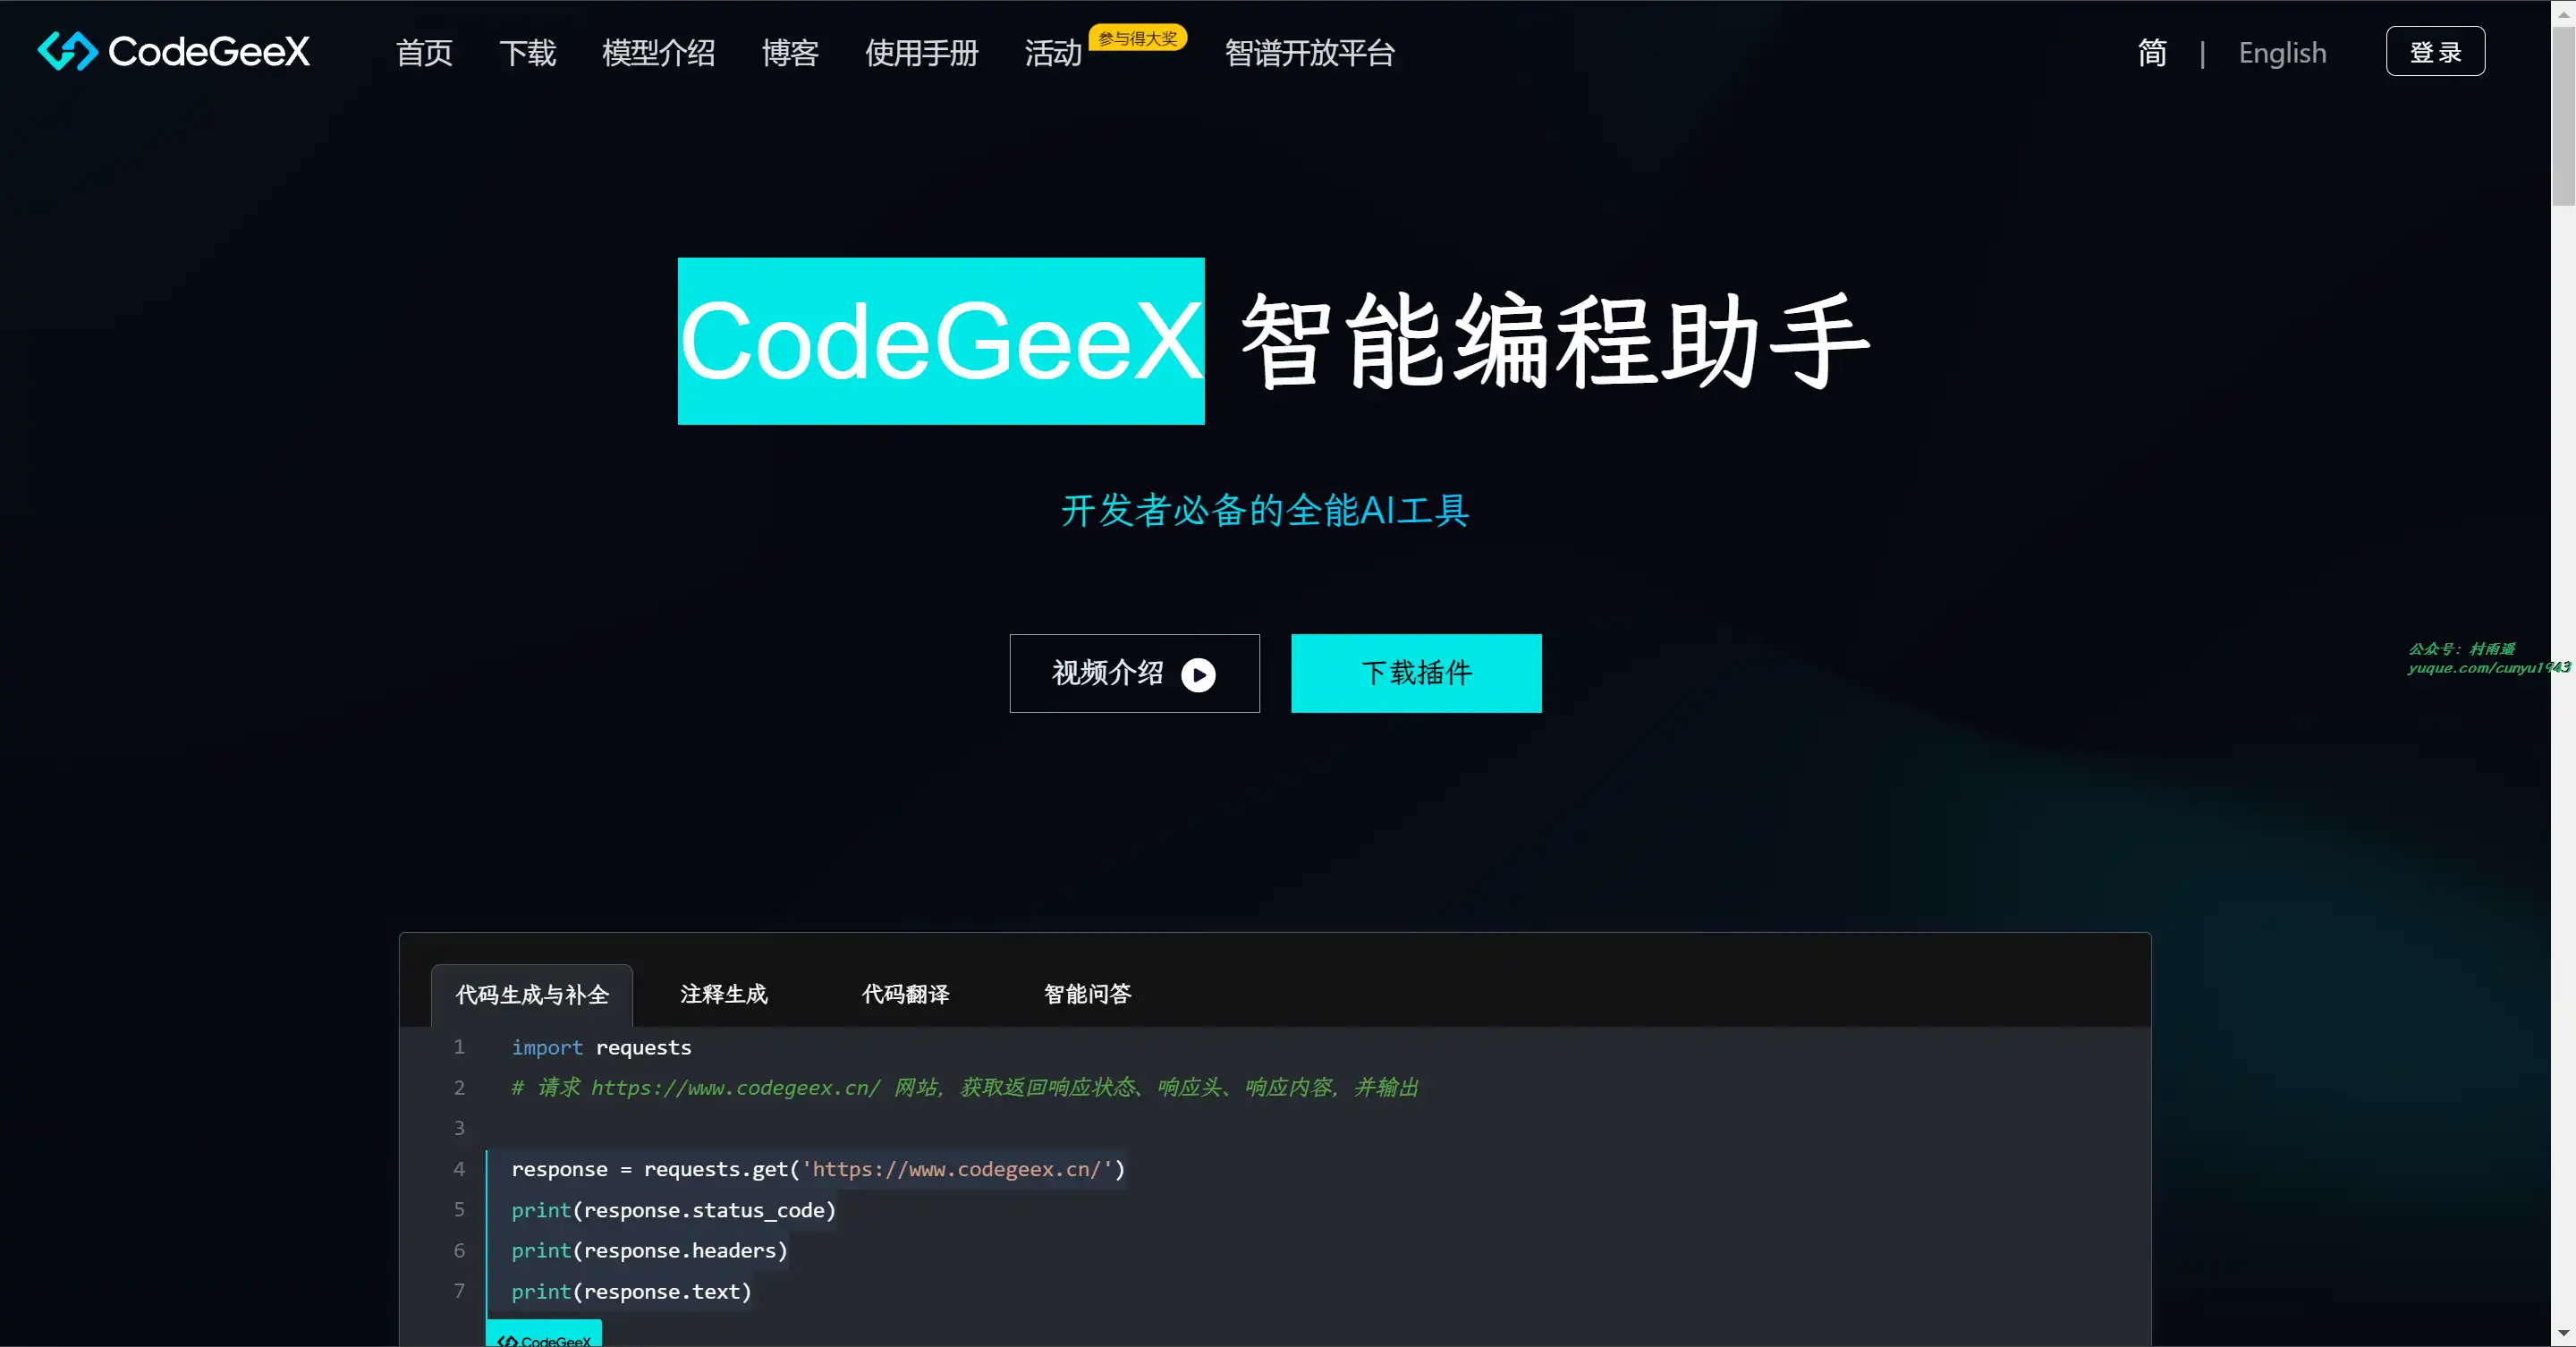 CodeGeeX 首页 下载 模型介绍 博客 使用手册 活动 参与得大奖 智谱开放平台 简 | English 登录
CodeGeeX 智能编程助手
开发者必备的全能AI工具
视频介绍 下载插件
公众号：村雨遥
yuque.com/cunyu1943
代码生成与补全 注释生成 代码翻译 智能问答
1 import requests
2 # 请求 https://www.codegeex.cn/ 网站，获取返回响应状态、响应头、响应内容，并输出
3
4 response = requests.get('https://www.codegeex.cn/')
5 print(response.status_code)
6 print(response.headers)
7 print(response.text)
CodeGeeX